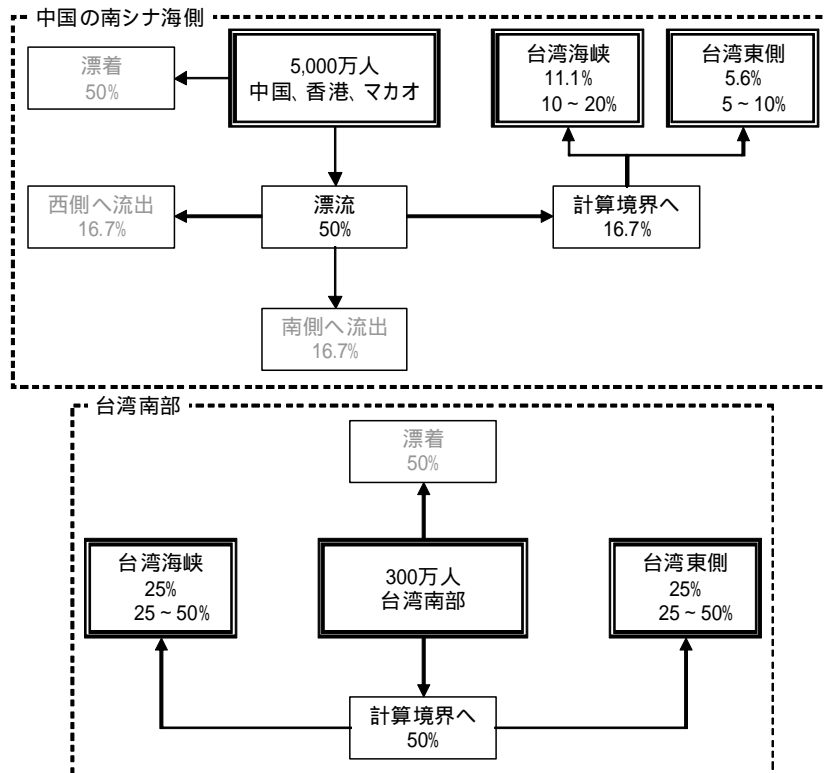 中国の南シナ海側
漂着
50%
5,000万人
中国、香港、マカオ
台湾海峡
11.1%
10~20%
台湾東側
5.6%
5~10%
西側へ流出
16.7%
漂流
50%
計算境界へ
16.7%
南側へ流出
16.7%
台湾南部
漂着
50%
台湾海峡
25%
25~50%
300万人
台湾南部
台湾東側
25%
25~50%
計算境界へ
50%